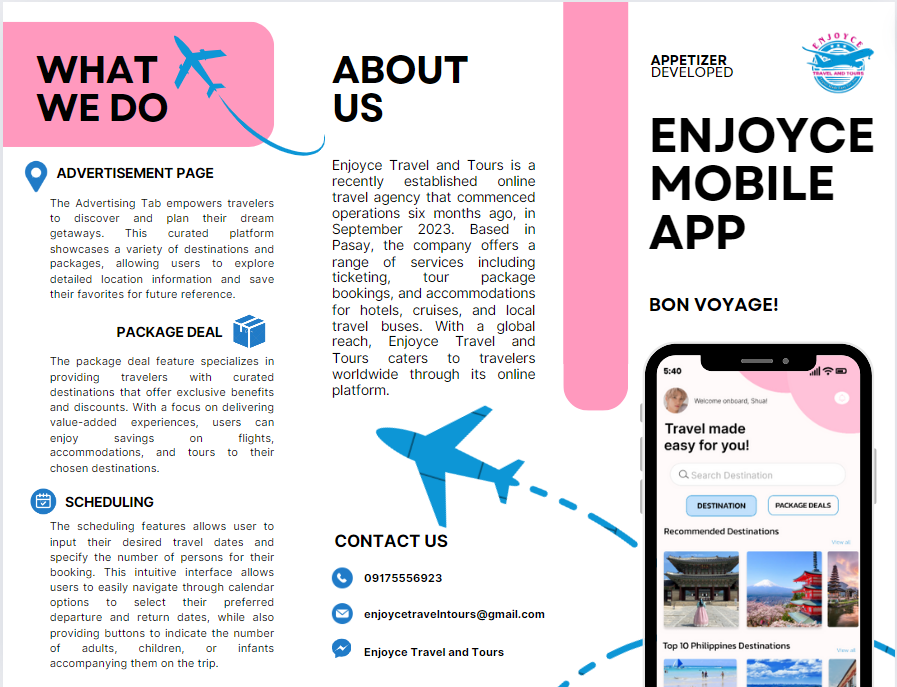 WHAT
WE DO
ADVERTISEMENT PAGE
The Advertising Tab empowers travelers
to discover and plan their dream
getaways. This curated platform
showcases a variety of destinations and
packages, allowing users to explore
detailed location information and save
their favorites for future reference.
PACKAGE DEAL
The package deal feature specializes in
providing travelers with curated
destinations that offer exclusive benefits
and discounts. With a focus on delivering
value-added experiences, users can
enjoy savings on flights,
accommodations, and tours to their
chosen destinations.
SCHEDULING
The scheduling features allows user to
input their desired travel dates and
specify the number of persons for their
booking. This intuitive interface allows
users to easily navigate through calendar
options to select their preferred
departure and return dates, while also
providing buttons to indicate the number
of adults, children, or infants
accompanying them on the trip.
ABOUT
US
Enjoyce Travel and Tours is a
recently established online
travel agency that commenced
operations six months ago, in
September 2023. Based in
Pasay, the company offers a
range of services including
ticketing, tour package
bookings, and accommodations
for hotels, cruises, and local
travel buses. With a global
reach, Enjoyce Travel and
Tours caters to travelers
worldwide through its online
platform.
CONTACT US
09175556923
enjoycetravelntours@gmail.com
Enjoyce Travel and Tours
APPETIZER
DEVELOPED
ENJOYCE
TRAVEL AND TOURS
ENJOYCE
MOBILE
APP
BON VOYAGE!
5:40
Welcome onboard, Shua!
Travel made
easy for you!
Search Destination
DESTINATION
PACKAGE DEALS
Recommended Destinations
View all
Top 10 Philippines Destinations
View all